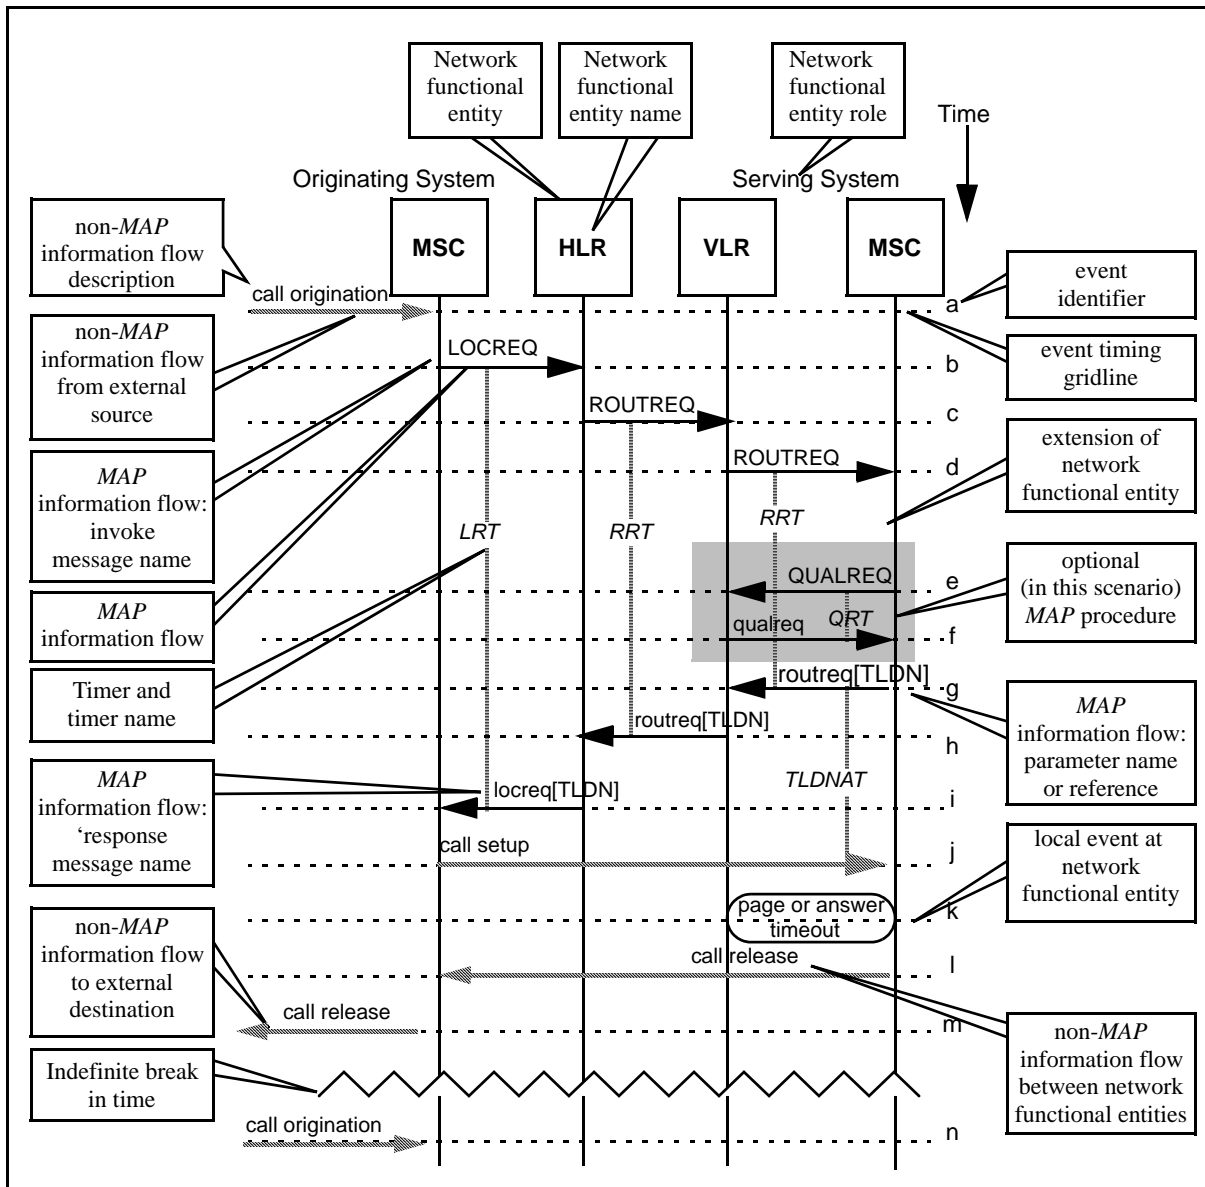 Network
functional
entity
Network
functional
entity name
Network
functional
entity role
Time
Originating System
Serving System
MSC
HLR
VLR
MSC
non-MAP
information flow
description
call origination
a
event
identifier
non-MAP
information flow
from external
source
LOCREQ
b
event timing
gridline
ROUTREQ
c
MAP
information flow:
invoke
message name
ROUTREQ
d
extension of
network
functional entity
LRT
RRT
RRT
QUALREQ
e
optional
(in this scenario)
MAP procedure
MAP
information flow
qualreq
QRT
f
Timer and
timer name
routreq[TLDN]
g
MAP
information flow:
parameter name
or reference
routreq[TLDN]
h
MAP
information flow:
‘response
message name
TLDNAT
locreq[TLDN]
i
call setup
j
local event at
network
functional entity
page or answer
timeout
k
non-MAP
information flow
to external
destination
call release
l
call release
m
non-MAP
information flow
between network
functional entities
Indefinite break
in time
call origination
n